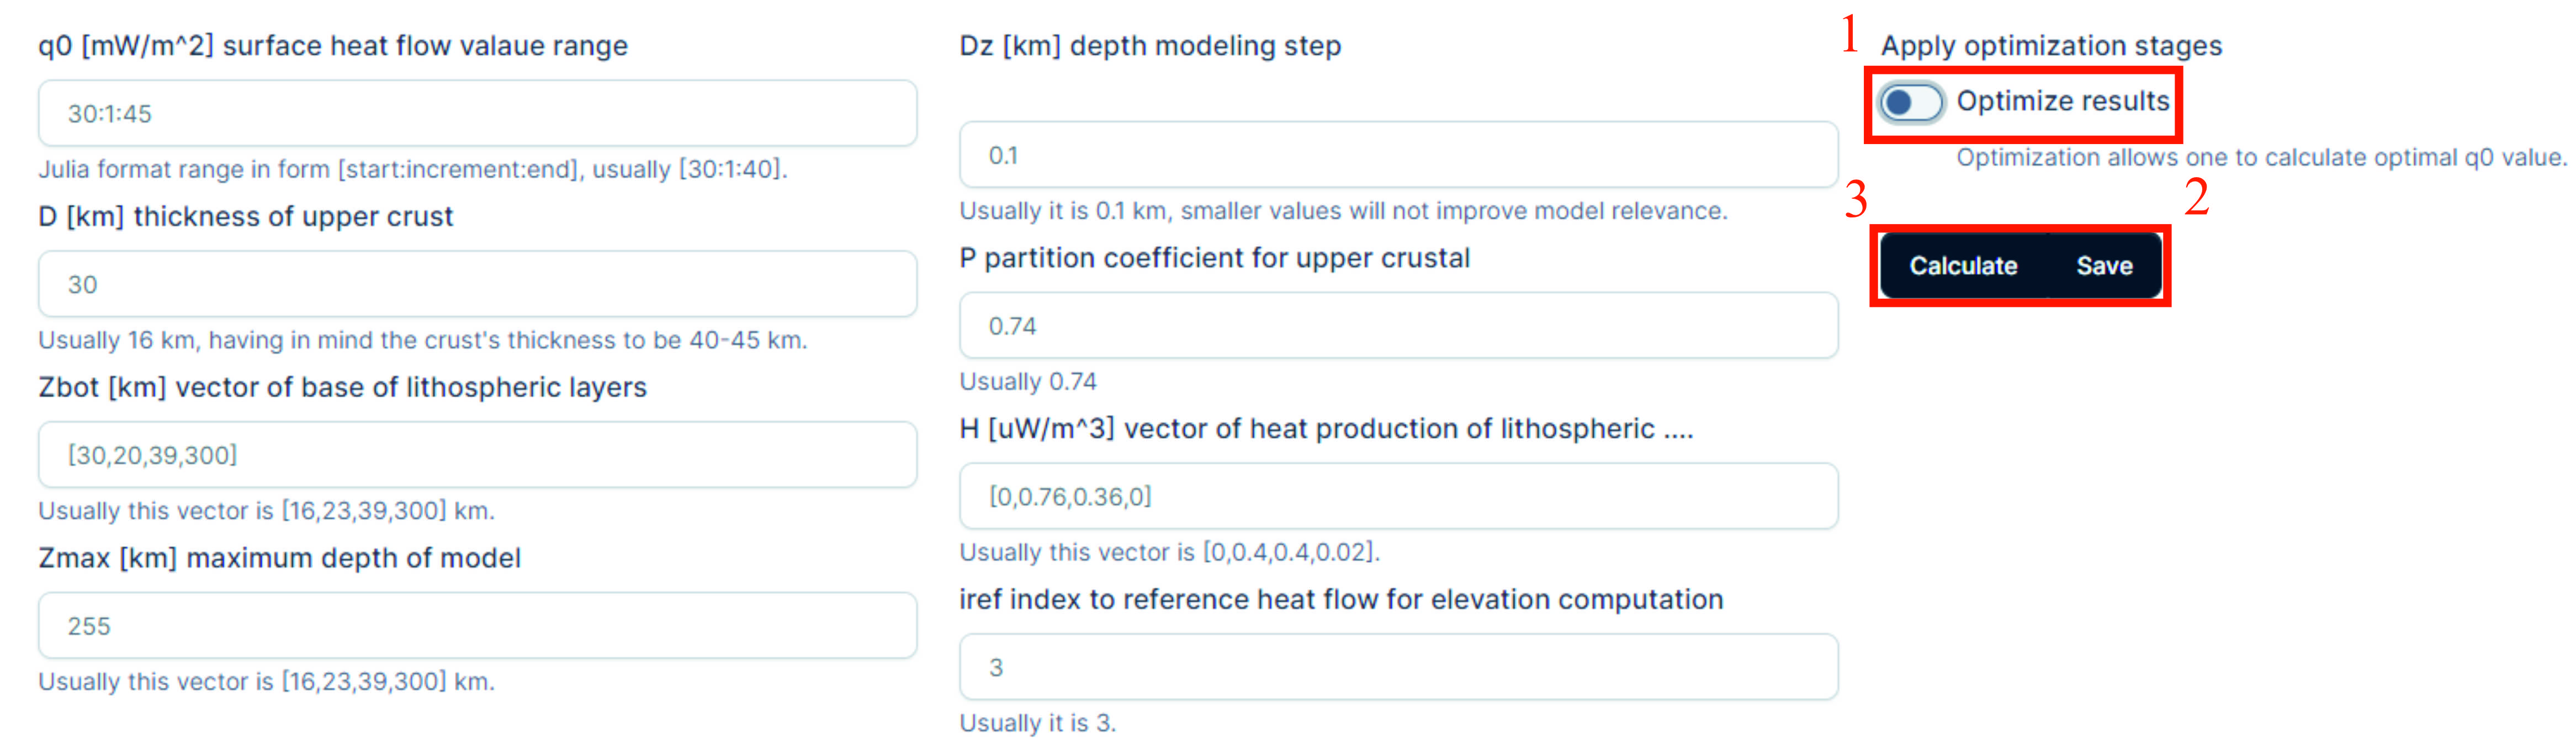 q0 [mW/m^2] surface heat flow valaue range
30:1:45
Julia format range in form [start:increment:end], usually [30:1:40].
D [km] thickness of upper crust
30
Usually 16 km, having in mind the crust's thickness to be 40-45 km.
Zbot [km] vector of base of lithospheric layers
[30,20,39,300]
Usually this vector is [16,23,39,300] km.
Zmax [km] maximum depth of model
255
Usually this vector is [16,23,39,300] km.
Dz [km] depth modeling step
0.1
Usually it is 0.1 km, smaller values will not improve model relevance.
P partition coefficient for upper crustal
0.74
Usually 0.74
H [uW/m^3] vector of heat production of lithospheric ....
[0,0.76,0.36,0]
Usually this vector is [0,0.4,0.4,0.02].
iref index to reference heat flow for elevation computation
3
Usually it is 3.
1
Apply optimization stages
Optimize results
Optimization allows one to calculate optimal q0 value.
3
2
Calculate Save